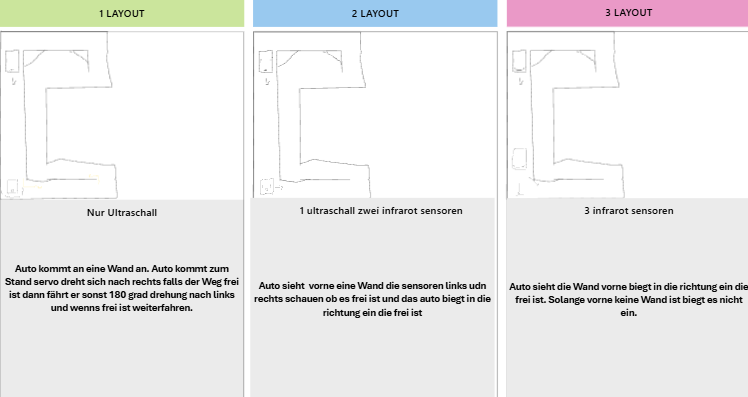 1 LAYOUT
2 LAYOUT
3 LAYOUT
Nur Ultraschall
1 ultraschall zwei infrarot sensoren
3 infrarot sensoren
Auto kommt an eine Wand an. Auto kommt zum
Stand servo dreht sich nach rechts falls der Weg frei
ist dann fährt er sonst 180 grad drehung nach links
und wenns frei ist weiterfahren.
Auto sieht vorne eine Wand die sensoren links udn
rechts schauen ob es frei ist und das auto biegt in die
richtung ein die frei ist
Auto sieht die Wand vorne biegt in die richtung ein die
frei ist. Solange vorne keine Wand ist biegt es nicht
ein.